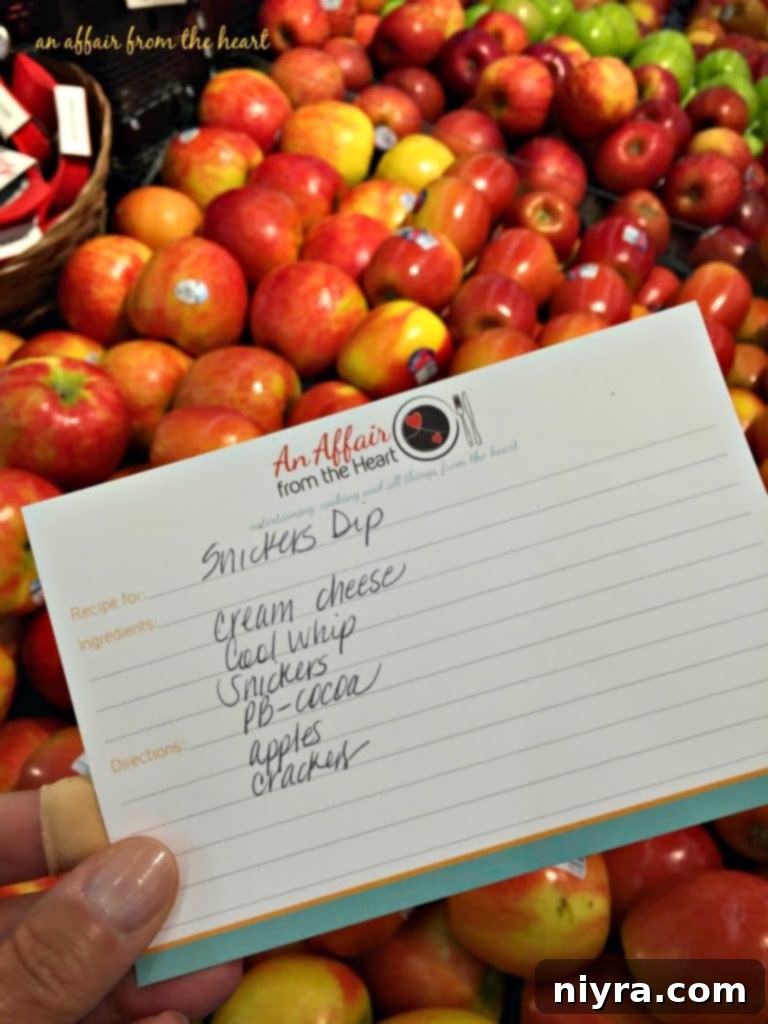 an affair from the heart
An Affair
from the Heart
entertaining, cooking and all things from the heart
Recipe for: Snickers Dip
Ingredients: cream cheese
Cool Whip
Snickers
PB-cocoa
Directions:
apples
crackers
niyra.com